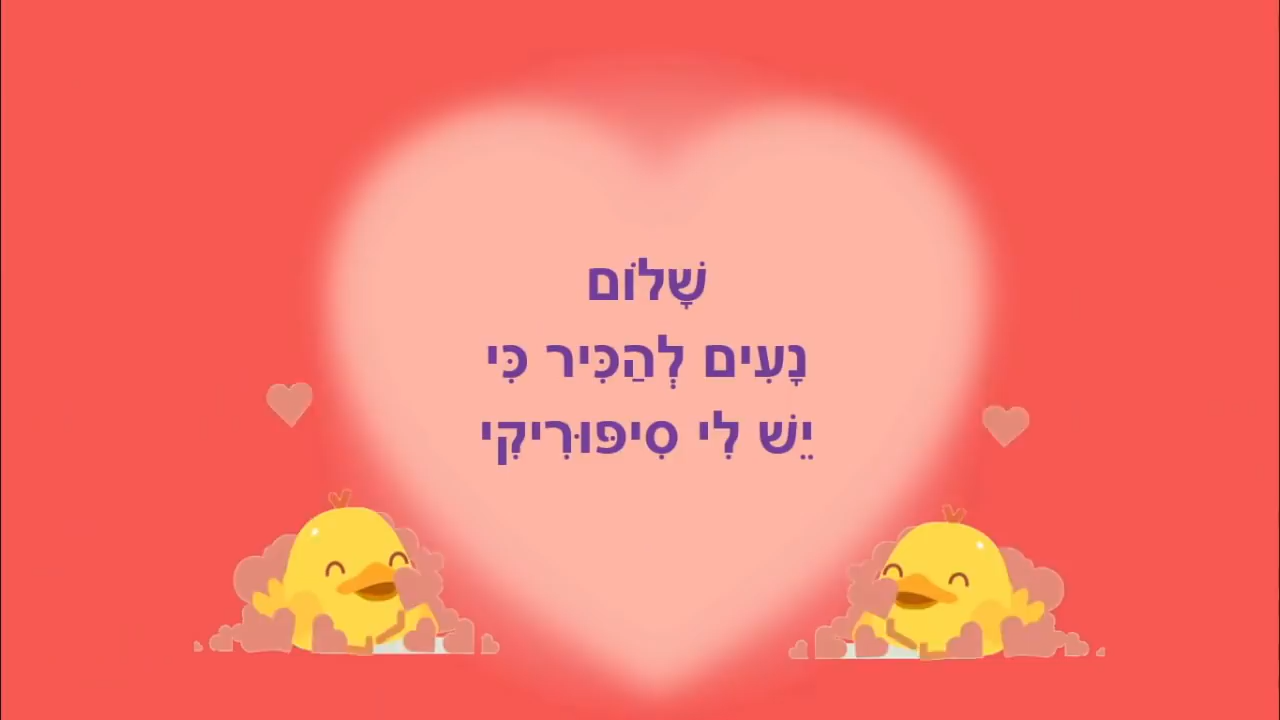 שָׁלוֹם
נָעִים לְהַכִּיר כִּי
יֵשׁ לִי סִיפּוּרִיקִי